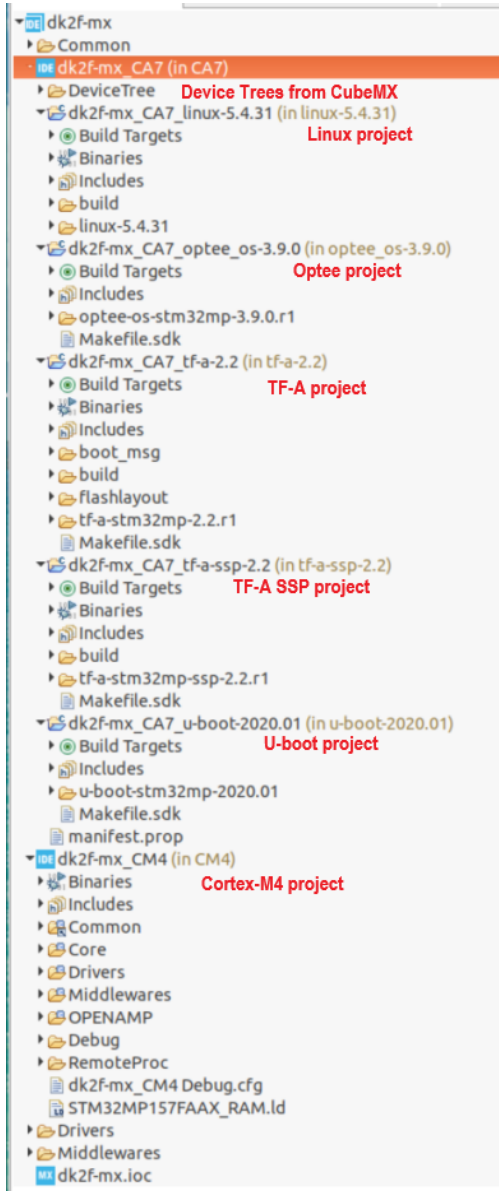 IDE dk2f-mx
Common
IDE dk2f-mx_CA7 (in CA7)
DeviceTree Device Trees from CubeMX
dk2f-mx_CA7_linux-5.4.31 (in linux-5.4.31)
Build Targets Linux project
Binaries
Includes
build
linux-5.4.31
dk2f-mx_CA7_optee_os-3.9.0 (in optee_os-3.9.0)
Build Targets Optee project
Includes
optee-os-stm32mp-3.9.0.r1
Makefile.sdk
dk2f-mx_CA7_tf-a-2.2 (in tf-a-2.2)
Build Targets TF-A project
Binaries
Includes
boot_msg
build
flashlayout
tf-a-stm32mp-2.2.r1
Makefile.sdk
dk2f-mx_CA7_tf-a-ssp-2.2 (in tf-a-ssp-2.2)
Build Targets TF-A SSP project
Binaries
Includes
build
tf-a-stm32mp-ssp-2.2.r1
Makefile.sdk
dk2f-mx_CA7_u-boot-2020.01 (in u-boot-2020.01)
Build Targets U-boot project
Includes
u-boot-stm32mp-2020.01
Makefile.sdk
manifest.prop
IDE dk2f-mx_CM4 (in CM4)
Binaries Cortex-M4 project
Includes
Common
Core
Drivers
Middlewares
OPENAMP
Debug
RemoteProc
dk2f-mx_CM4 Debug.cfg
STM32MP157FAAX_RAM.ld
Drivers
Middlewares
MX dk2f-mx.ioc